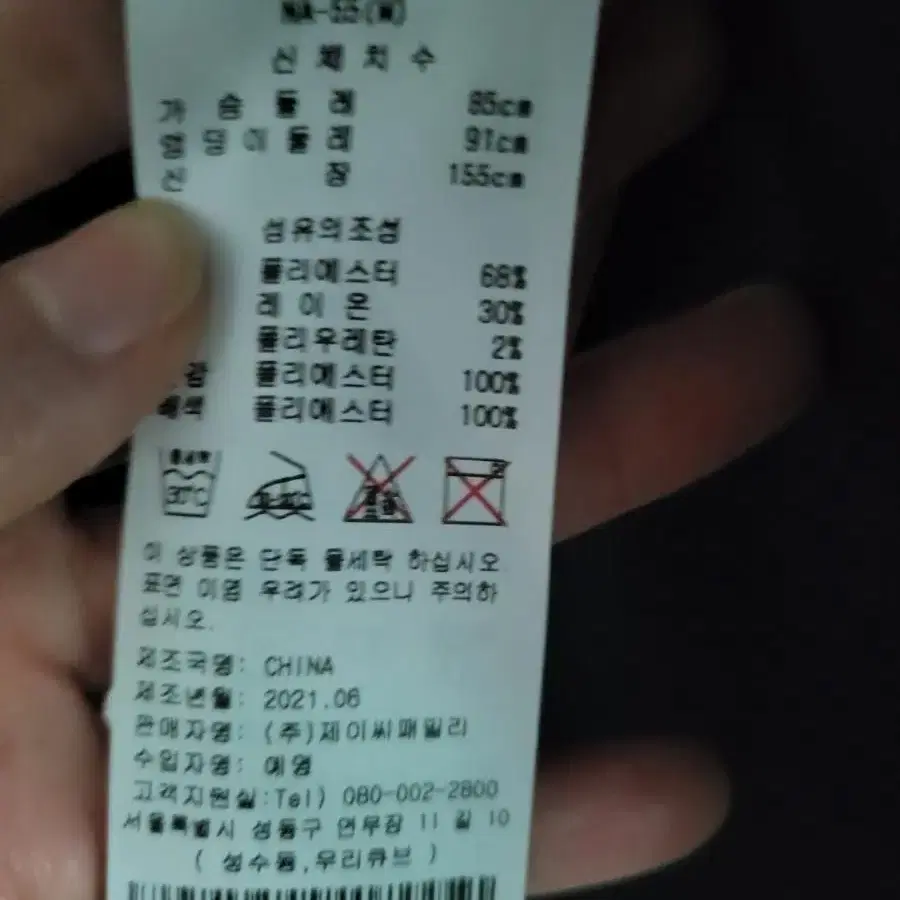 NA-55(W)
신 체 치 수
가 슴 둘 레 85cm
엉 덩 이 둘 레 91cm
신 장 155cm
섬유의조성
폴리에스터 68%
레 이 온 30%
폴리우레탄 2%
폴리에스터 100%
배색 폴리에스터 100%
30℃
이 상품은 단독 물세탁 하십시오
표면 이염 우려가 있으니 주의하
십시오.
제조국명: CHINA
제조년월: 2021.06
판매자명: (주)제이씨패밀리
수입자명: 예영
고객지원실:Tel) 080-002-2800
서울특별시 성동구 연무장 11 길 10
( 성수동,우리큐브 )